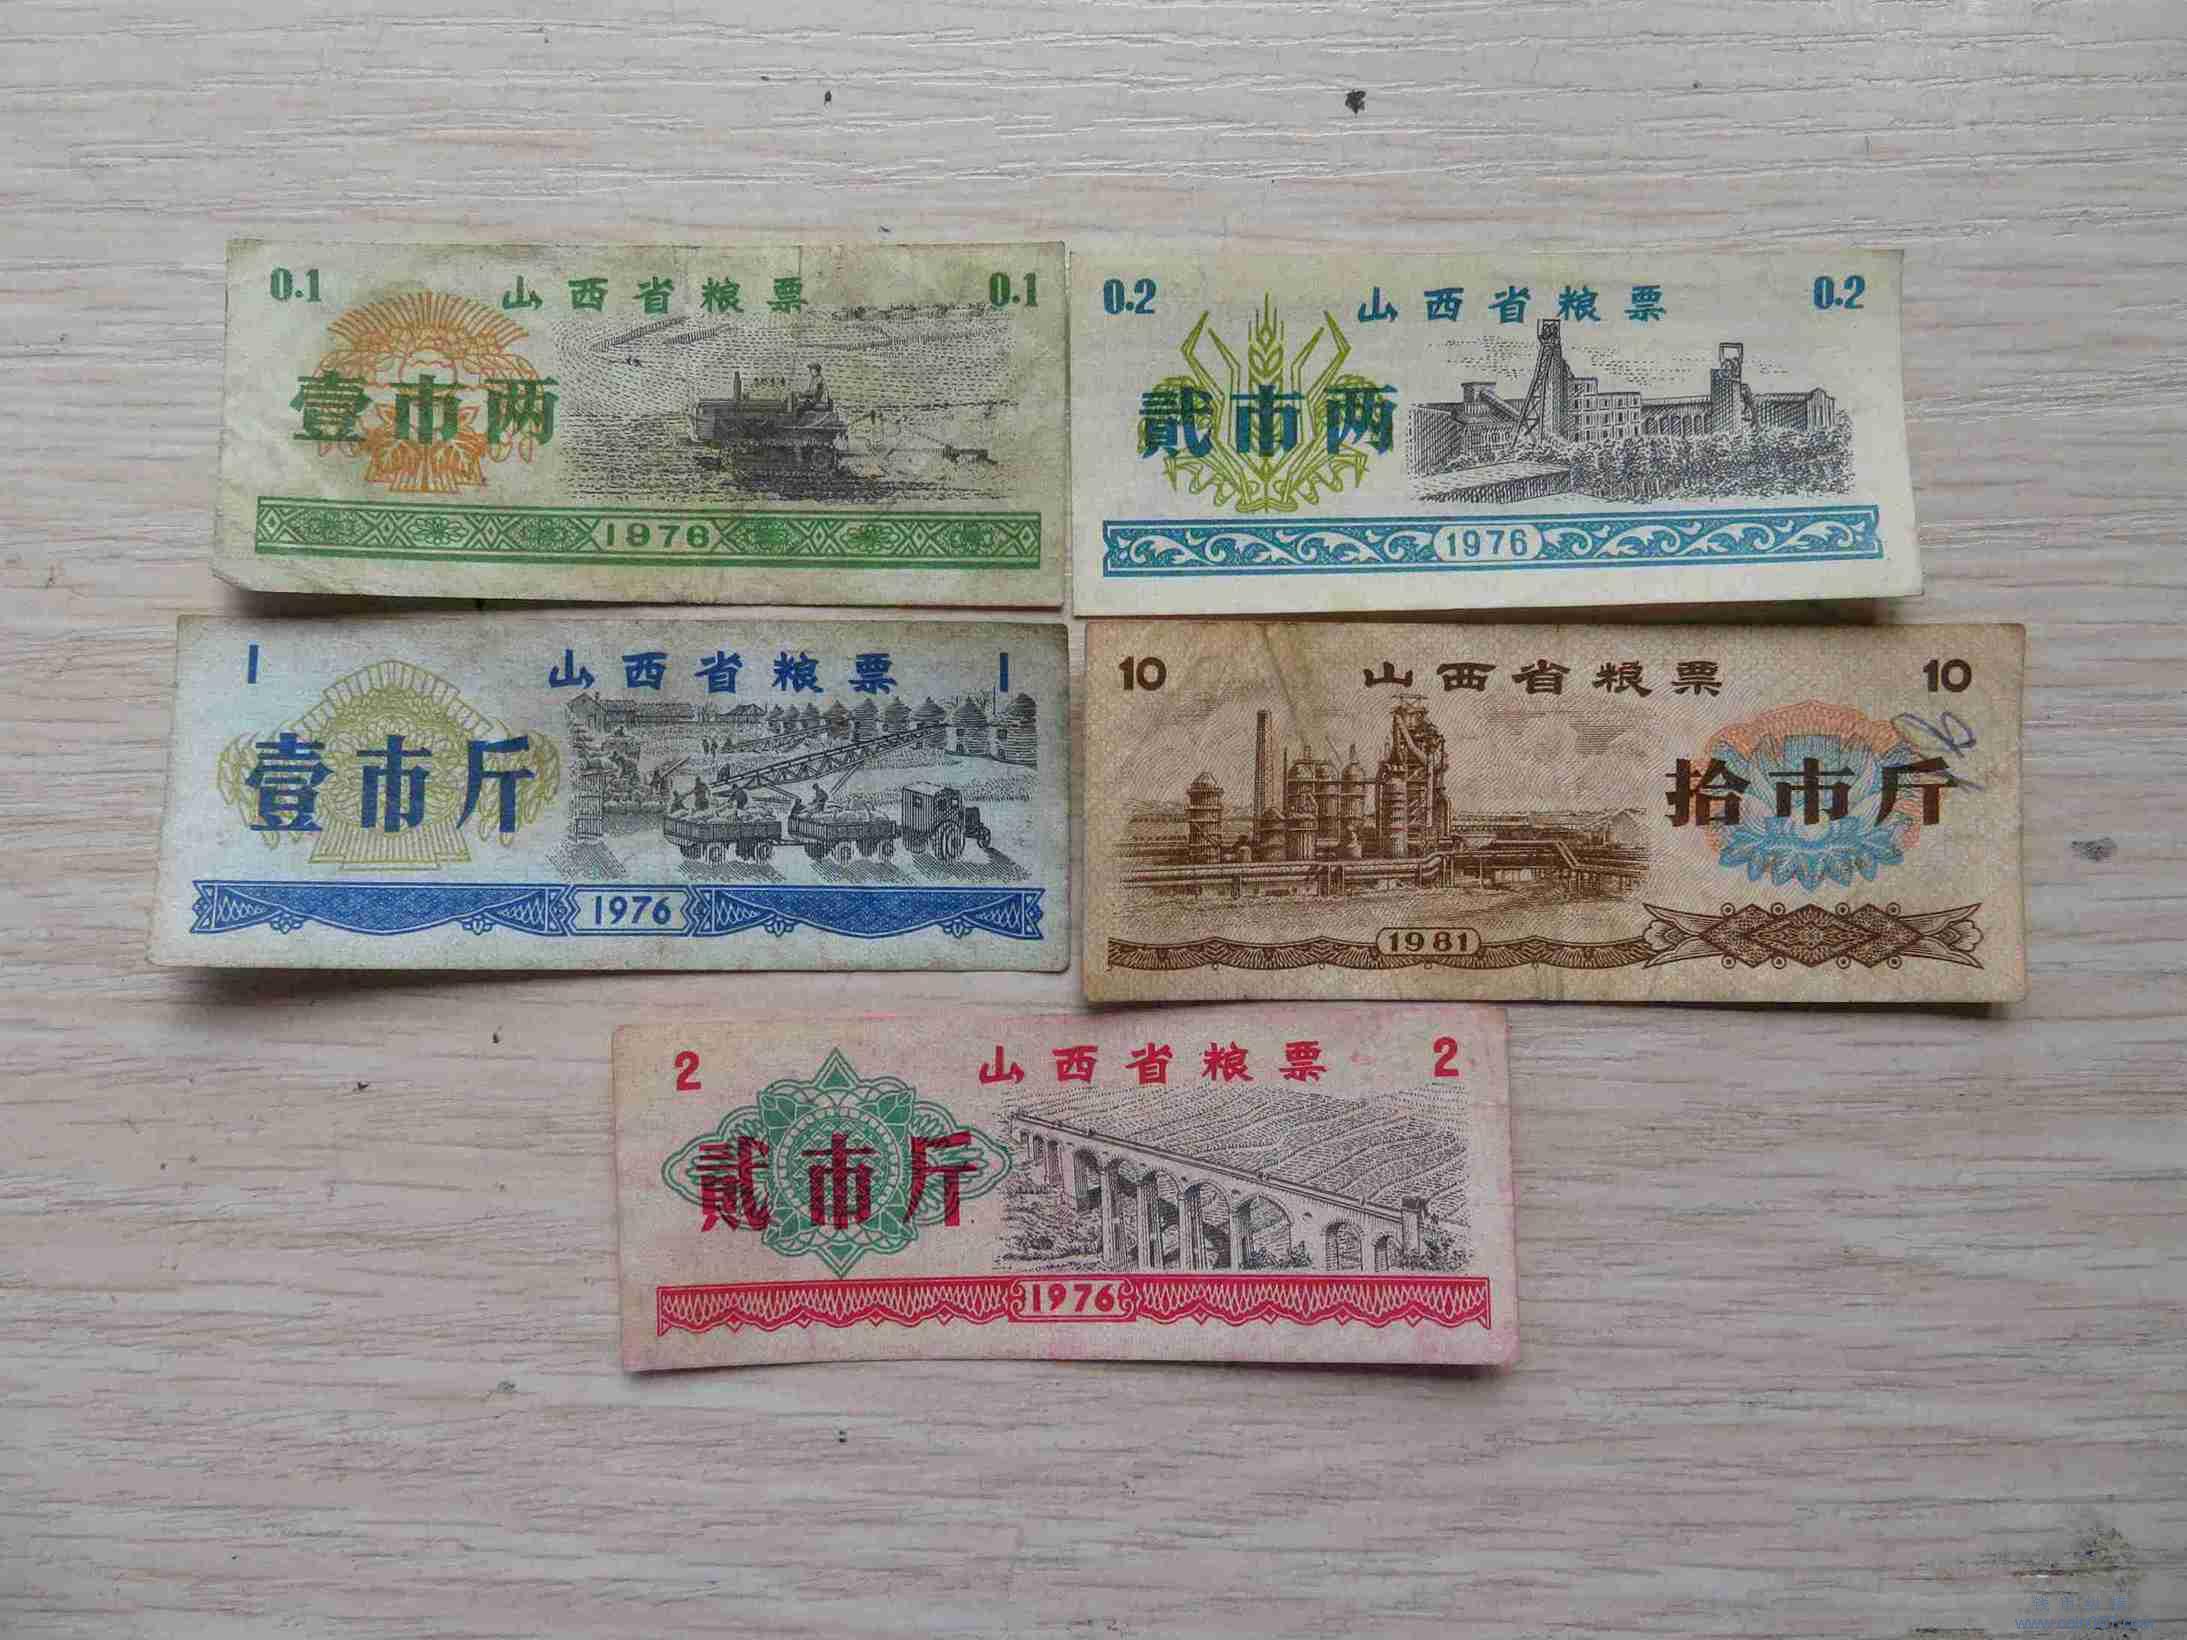 0.1 山西省粮票 0.1
壹市两
1976
0.2 山西省粮票 0.2
贰市两
1976
1 山西省粮票 1
壹市斤
1976
10 山西省粮票 10
拾市斤
1981
2 山西省粮票 2
贰市斤
1976